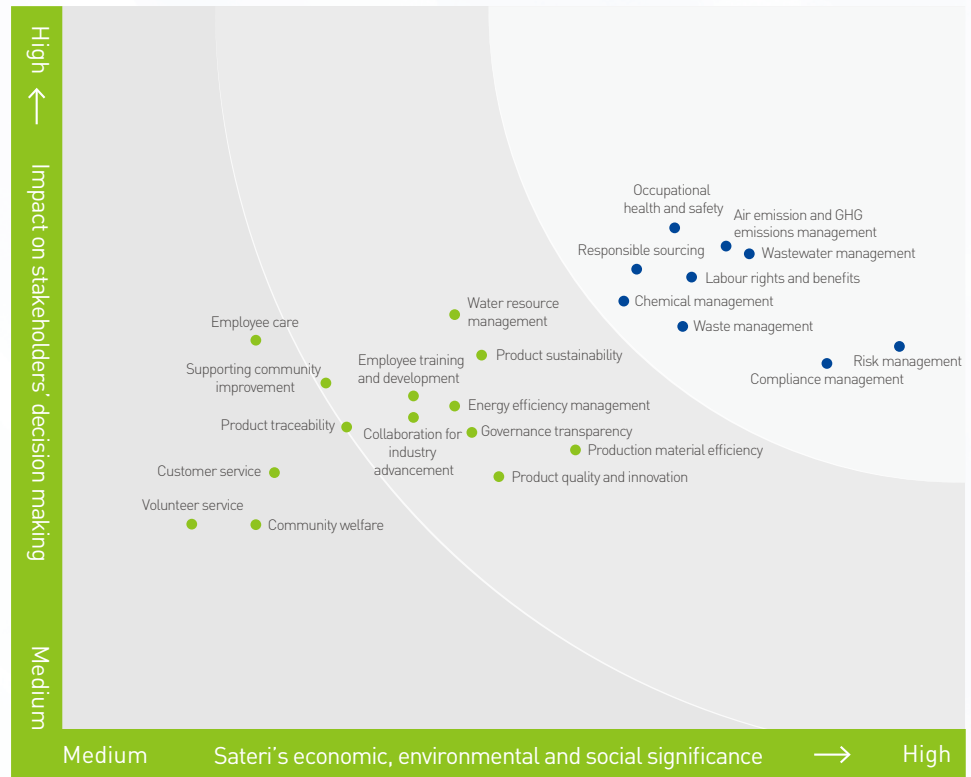 High
Impact on stakeholders' decision making
Medium
Occupational
health and safety
Air emission and GHG
emissions management
Responsible sourcing
Wastewater management
Labour rights and benefits
Chemical management
Waste management
Risk management
Compliance management
Water resource
management
Employee care
Product sustainability
Employee training
and development
Supporting community
improvement
Energy efficiency management
Product traceability
Collaboration for
industry
advancement
Governance transparency
Production material efficiency
Customer service
Product quality and innovation
Volunteer service
Community welfare
Medium
Sateri's economic, environmental and social significance
High